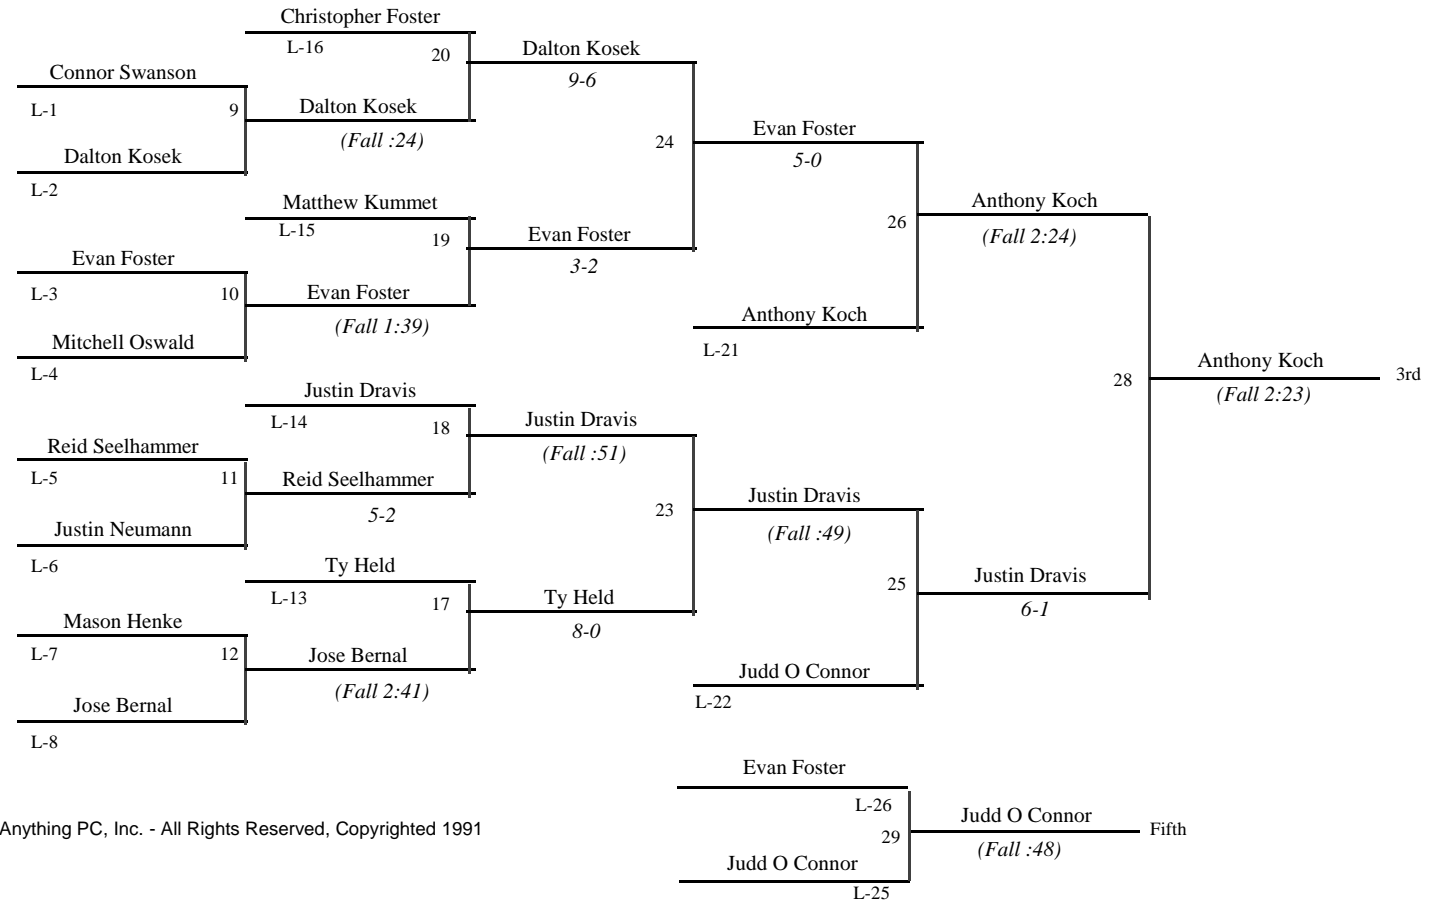 Christopher Foster
L-16
20
Dalton Kosek
9-6
Connor Swanson
L-1
9
Dalton Kosek
(Fall :24)
Dalton Kosek
L-2
24
Evan Foster
5-0
Matthew Kummet
L-15
19
Evan Foster
3-2
Evan Foster
L-3
10
Evan Foster
(Fall 1:39)
Mitchell Oswald
L-4
26
Anthony Koch
(Fall 2:24)
Anthony Koch
L-21
28
Anthony Koch
(Fall 2:23)
3rd
Justin Dravis
L-14
18
Justin Dravis
(Fall :51)
Reid Seelhammer
L-5
11
Reid Seelhammer
5-2
Justin Neumann
L-6
23
Justin Dravis
(Fall :49)
Ty Held
L-13
17
Ty Held
8-0
Mason Henke
L-7
12
Jose Bernal
(Fall 2:41)
Jose Bernal
L-8
25
Justin Dravis
6-1
Judd O Connor
L-22
Evan Foster
L-26
29
Judd O Connor
(Fall :48)
Fifth
Judd O Connor
L-25
Anything PC, Inc. - All Rights Reserved, Copyrighted 1991